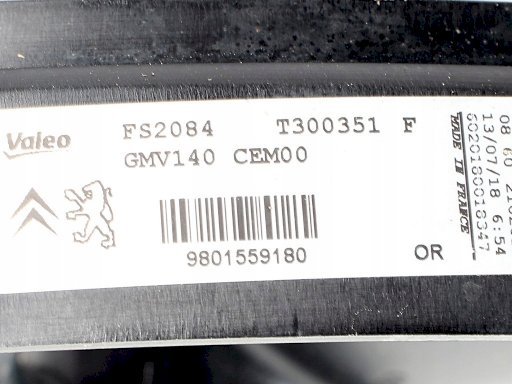 Valeo
FS2084 T300351 F
GMV140 CEM00
9801559180
OR
MADE IN FRANCE
13/07/18 6:54